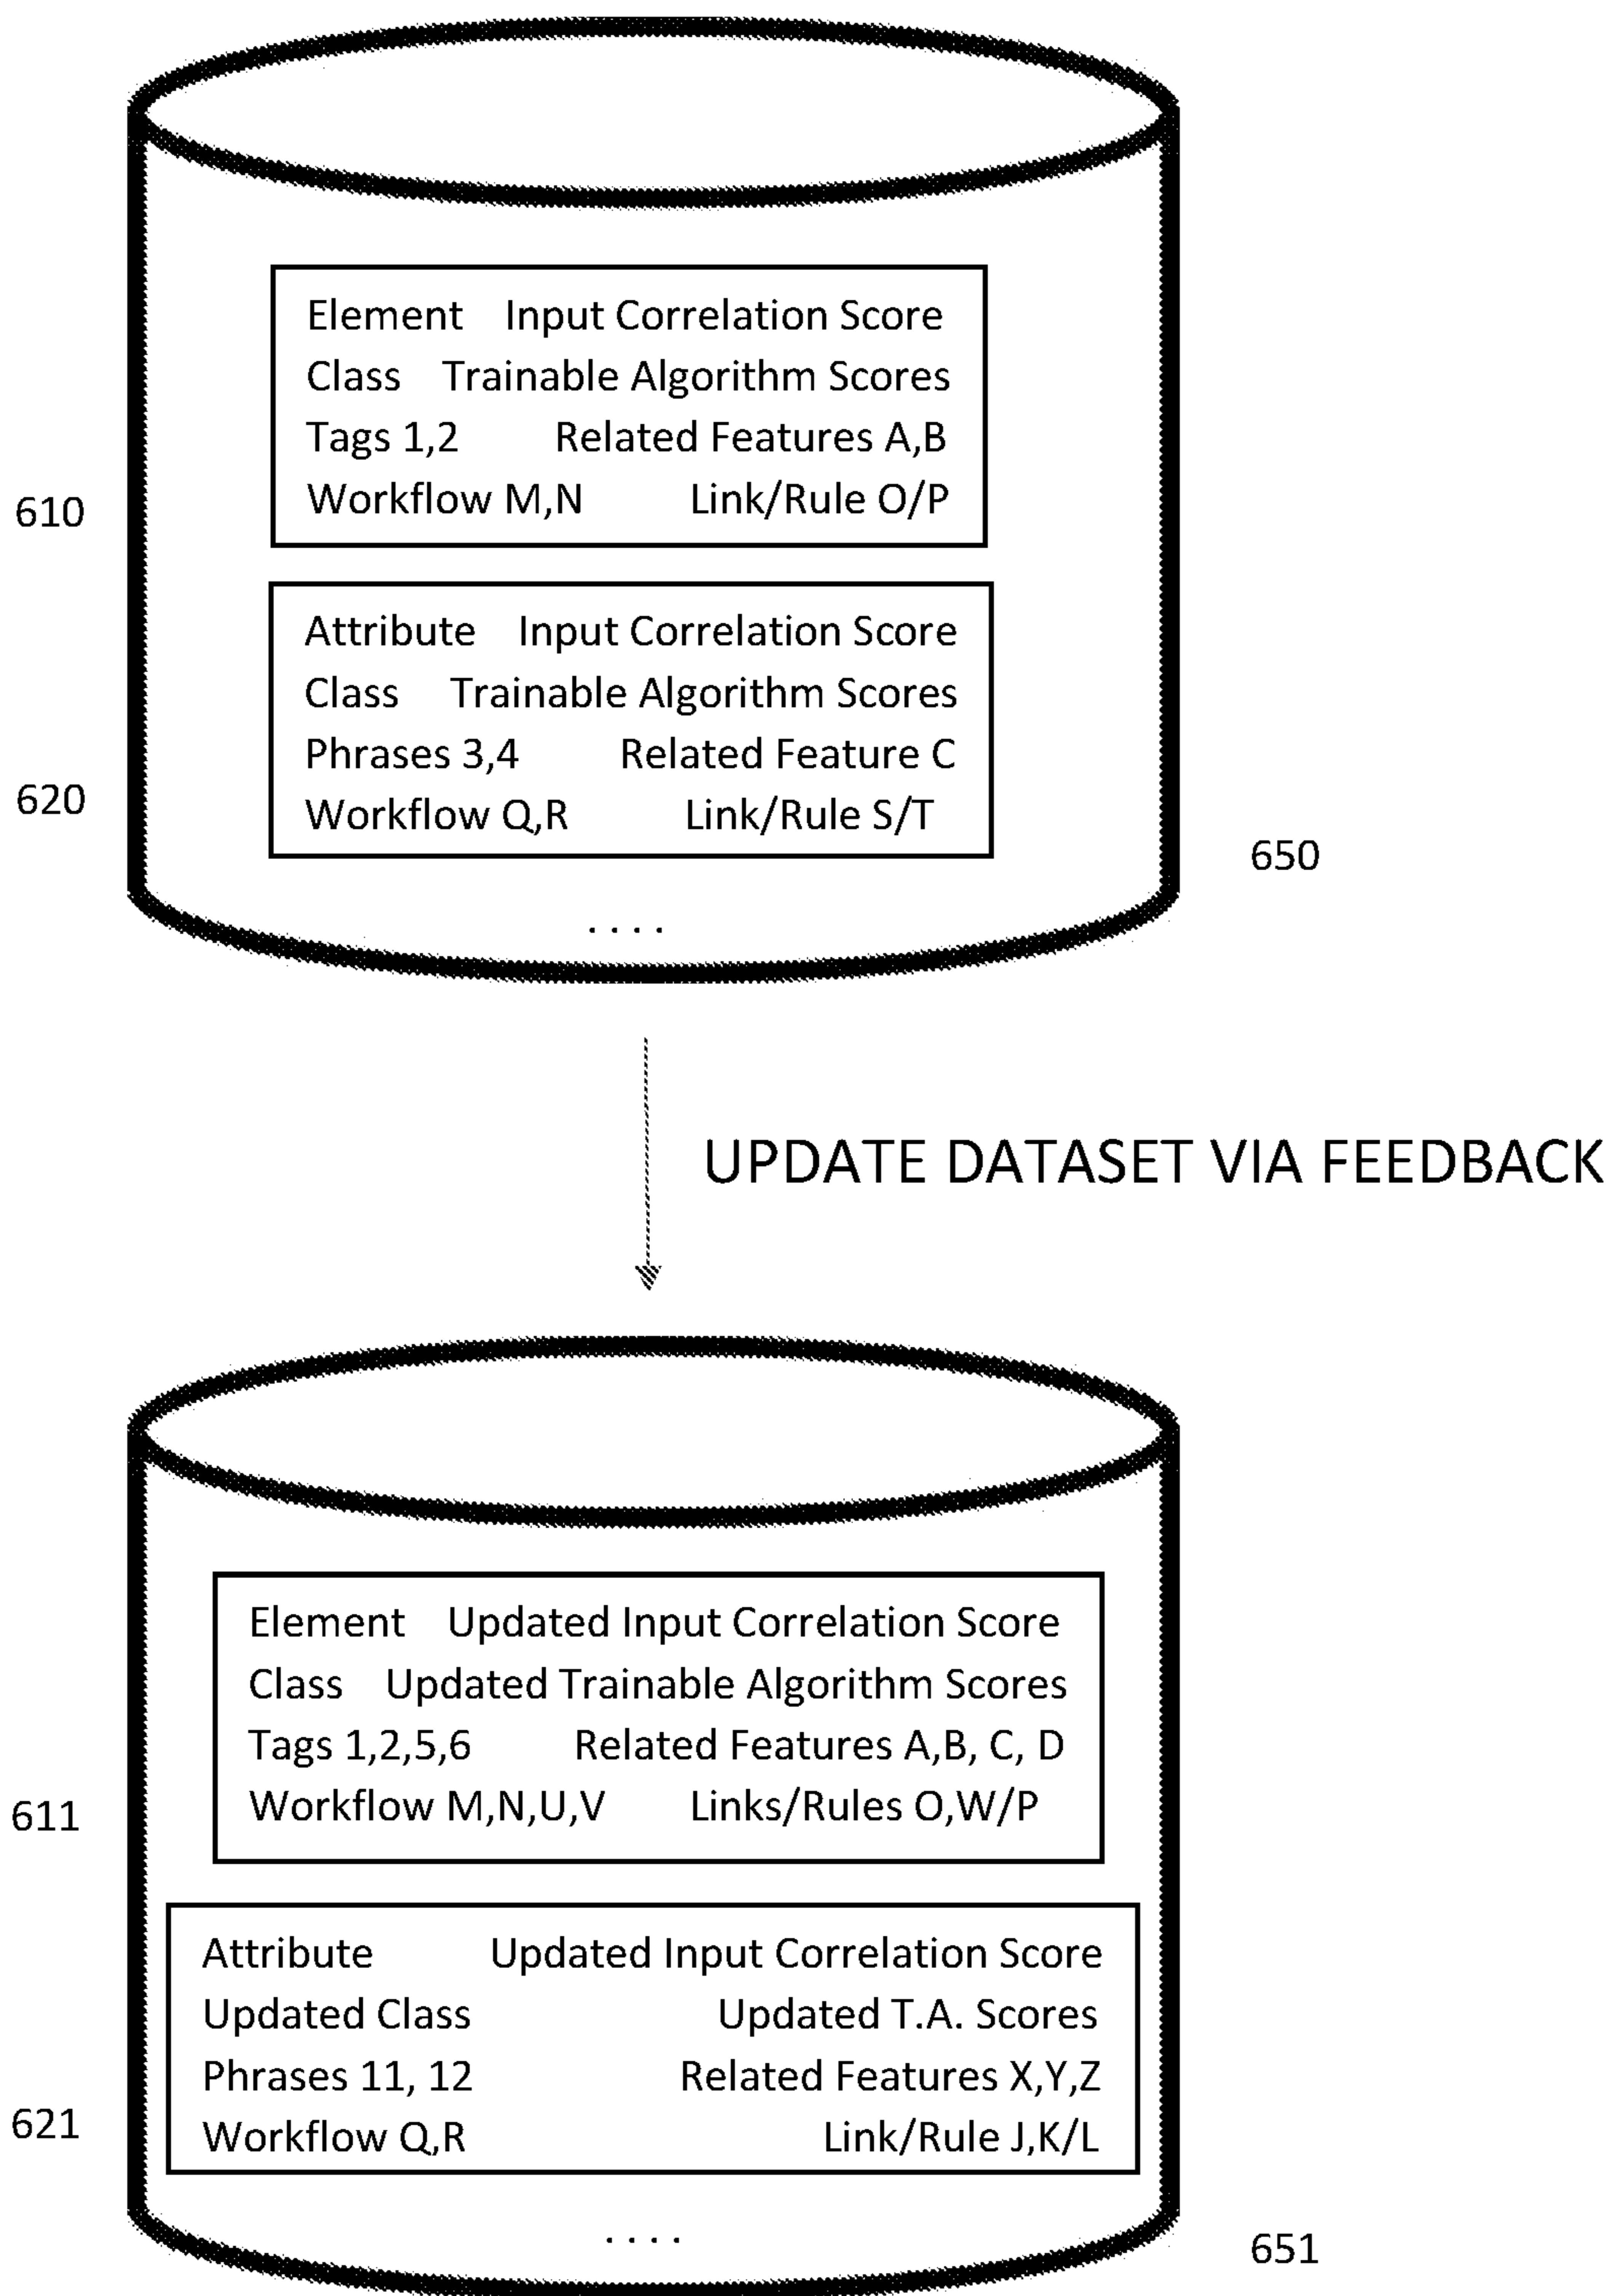 Element Input Correlation Score
Class Trainable Algorithm Scores
Tags 1,2 Related Features A,B
Workflow M,N Link/Rule O/P
610
Attribute Input Correlation Score
Class Trainable Algorithm Scores
Phrases 3,4 Related Feature C
Workflow Q,R Link/Rule S/T
620
650
. . . .
UPDATE DATASET VIA FEEDBACK
Element Updated Input Correlation Score
Class Updated Trainable Algorithm Scores
Tags 1,2,5,6 Related Features A,B, C, D
Workflow M,N,U,V Links/Rules O,W/P
611
Attribute Updated Input Correlation Score
Updated Class Updated T.A. Scores
Phrases 11, 12 Related Features X,Y,Z
Workflow Q,R Link/Rule J,K/L
621
. . . .
651